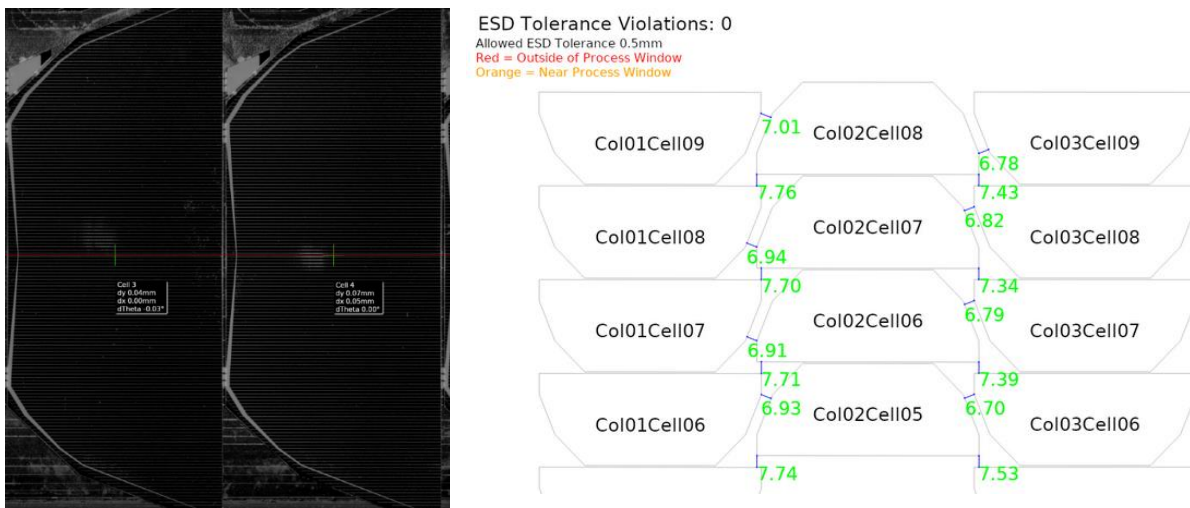 Cell 3
dy 0.04mm
dx 0.00mm
dTheta -0.03°
Cell 4
dy 0.07mm
dx 0.05mm
dTheta 0.00°
ESD Tolerance Violations: 0
Allowed ESD Tolerance 0.5mm
Red = Outside of Process Window
Orange = Near Process Window
Col01Cell09
7.01
Col02Cell08
Col03Cell09
6.78
7.76
7.43
Col01Cell08
6.94
Col02Cell07
6.82
Col03Cell08
7.70
7.34
Col01Cell07
6.91
Col02Cell06
6.79
Col03Cell07
7.71
7.39
Col01Cell06
6.93
Col02Cell05
6.70
Col03Cell06
7.74
7.53